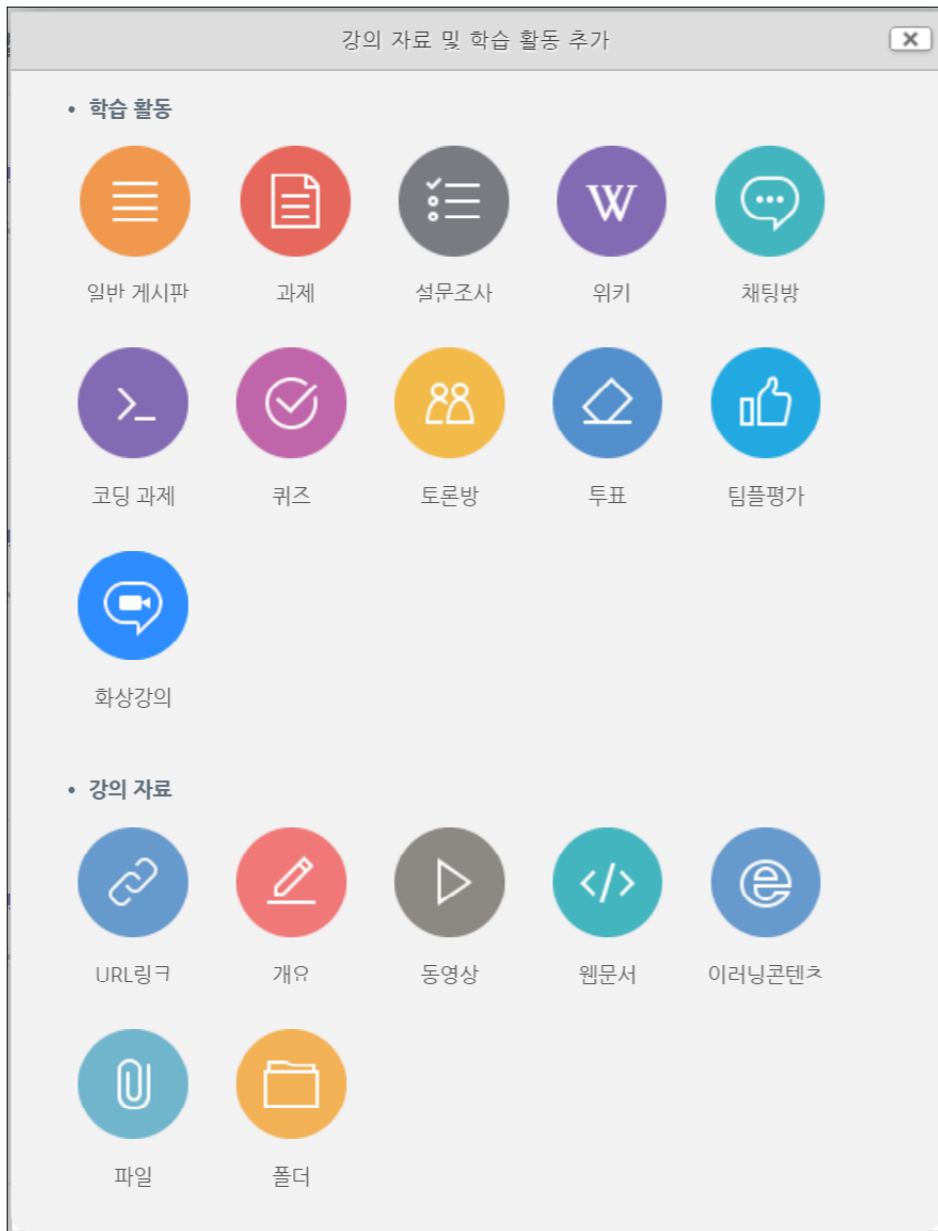 강의 자료 및 학습 활동 추가
• 학습 활동
일반 게시판 과제 설문조사 위키 채팅방
코딩 과제 퀴즈 토론방 투표 팀플평가
화상강의
• 강의 자료
URL링크 개요 동영상 웹문서 이러닝콘텐츠
파일 폴더